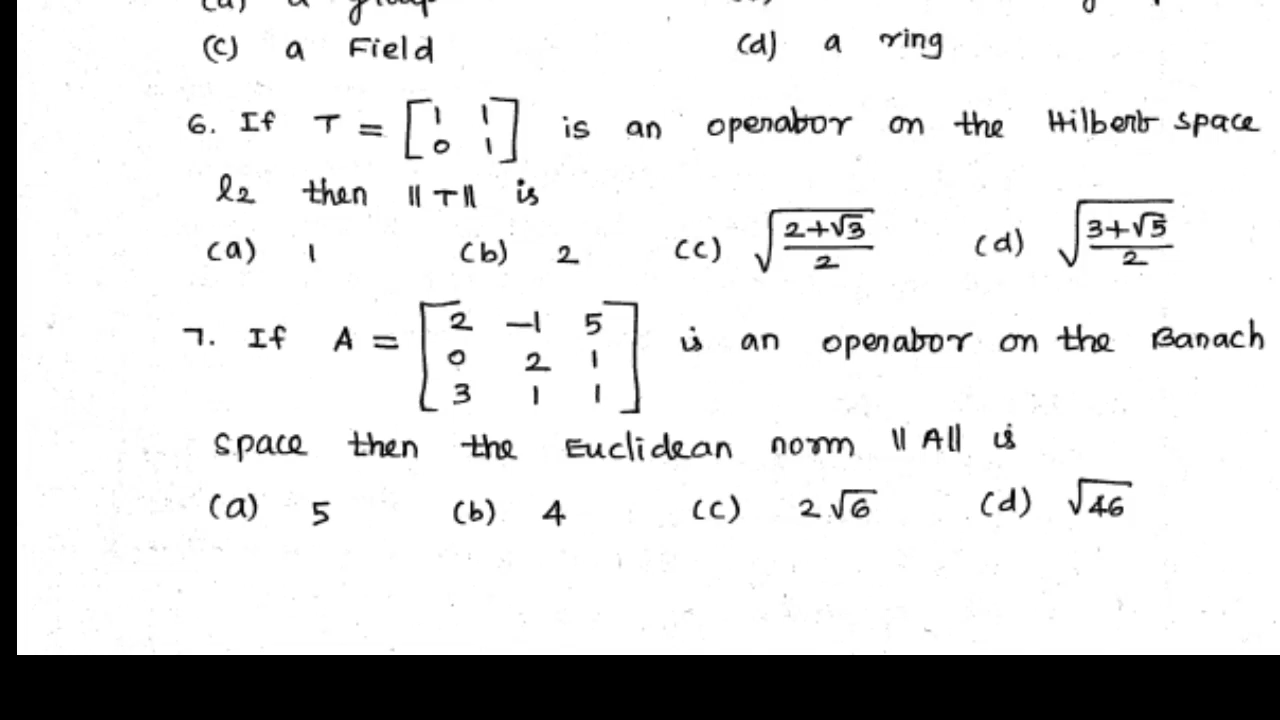 (c) a Field (d) a ring
6. If T = [1 1; 0 1] is an operator on the Hilbert space
l2 then ||T|| is
(a) 1 (b) 2 (c) √((2+√3)/2) (d) √((3+√5)/2)
7. If A = [2 -1 5; 0 2 1; 3 1 1] is an operator on the Banach
space then the Euclidean norm ||A|| is
(a) 5 (b) 4 (c) 2√6 (d) √46